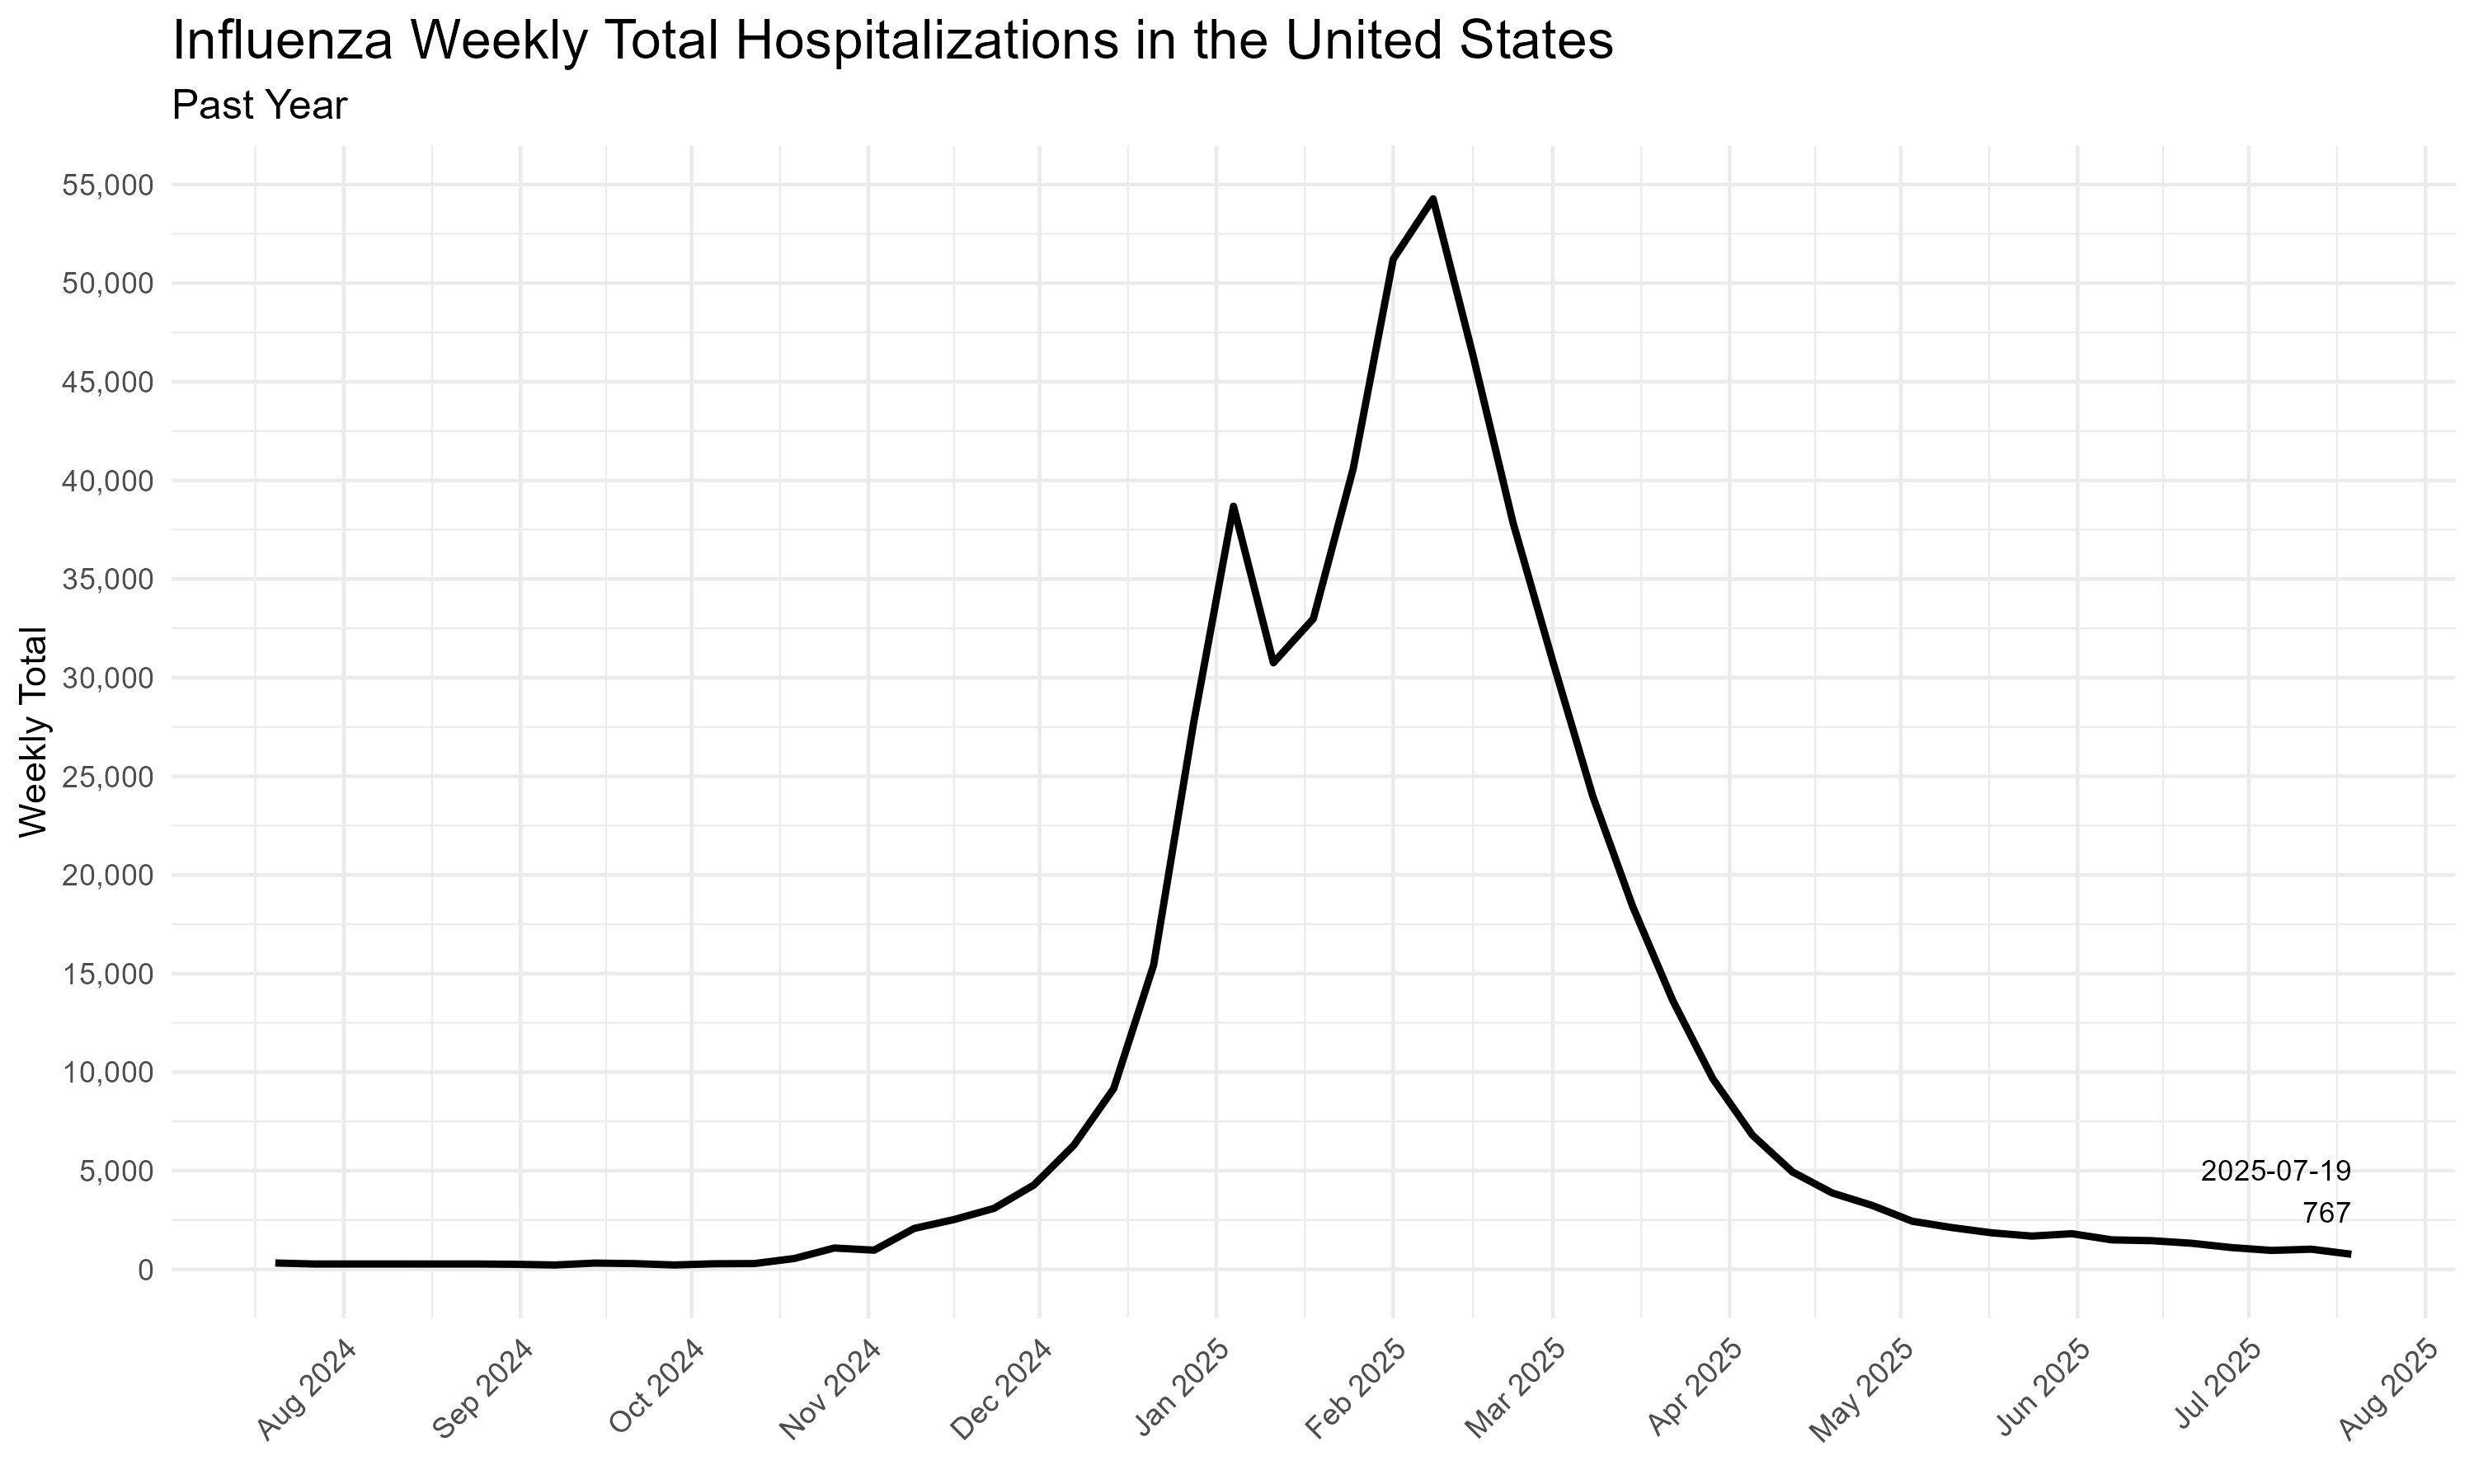 Influenza Weekly Total Hospitalizations in the United States
Past Year
Weekly Total
55,000
50,000
45,000
40,000
35,000
30,000
25,000
20,000
15,000
10,000
5,000
0
2025-07-19
767
Aug 2024
Sep 2024
Oct 2024
Nov 2024
Dec 2024
Jan 2025
Feb 2025
Mar 2025
Apr 2025
May 2025
Jun 2025
Jul 2025
Aug 2025